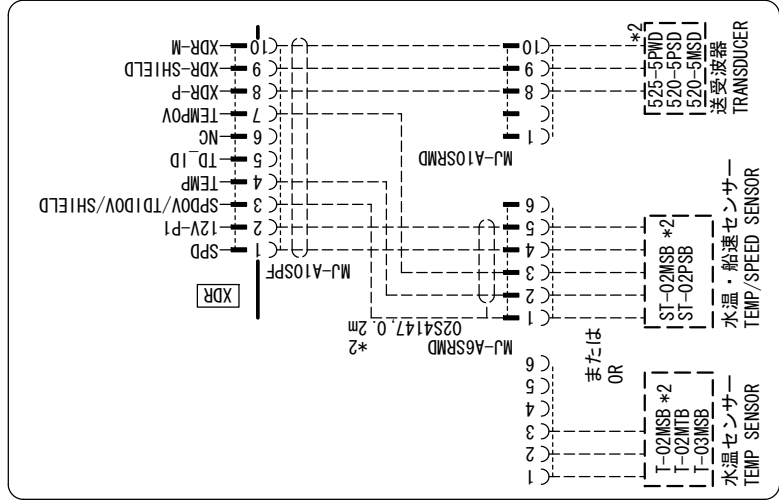 XDR-M
XDR-SHIELD
XDR-P
TEMPOV
NC
TD_ID
TEMP
SPDOV/TDIDOV/SHIELD
12V-P1
SPD
10
9
8
7
6
5
4
3
2
1
XDR
MJ-A10SPF
10
9
8
1
MJ-A10SRMD
*2
525-5PWD
520-5PSD
520-5MSD
送受波器
TRANSDUCER
6
5
4
3
2
1
MJ-A6SRMD
02S4147,0.2m
*2
ST-02MSB *2
ST-02PSB
水温・船速センサー
TEMP/SPEED SENSOR
または
OR
6
5
4
3
2
1
T-02MSB *2
T-02MTB
T-03MSB
水温センサー
TEMP SENSOR